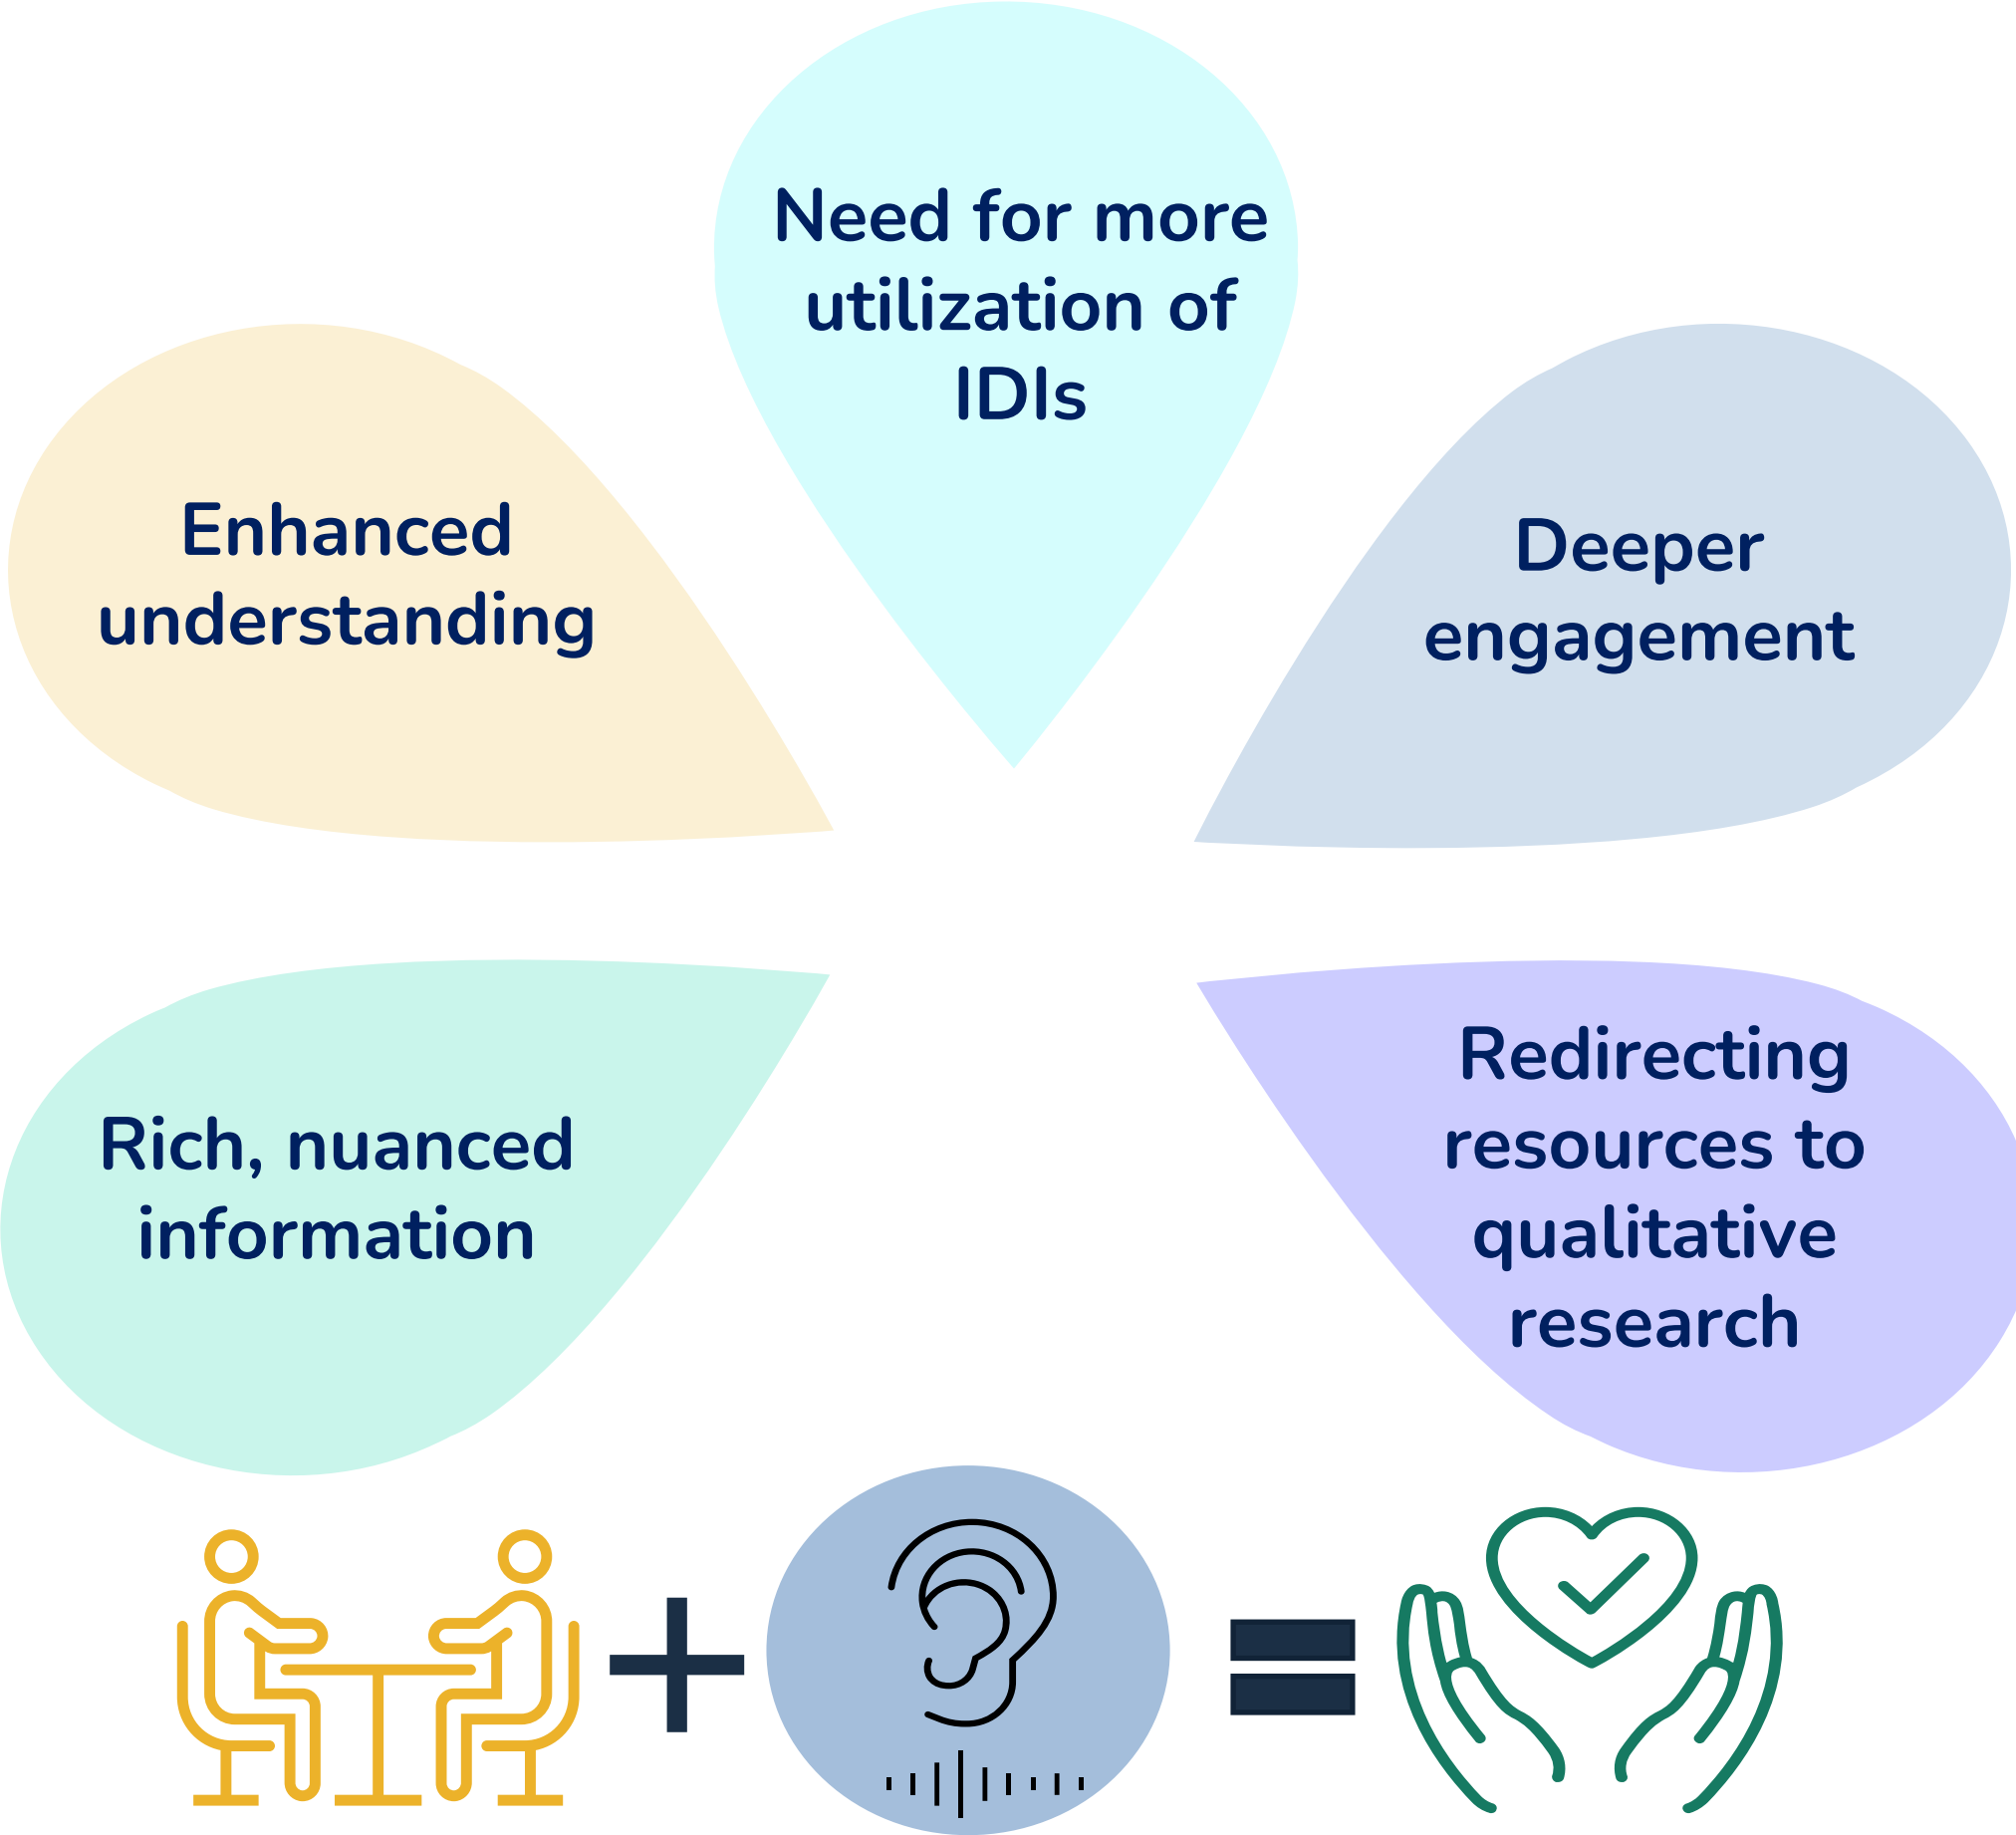 Need for more
utilization of
IDIs
Enhanced
understanding
Deeper
engagement
Rich, nuanced
information
Redirecting
resources to
qualitative
research